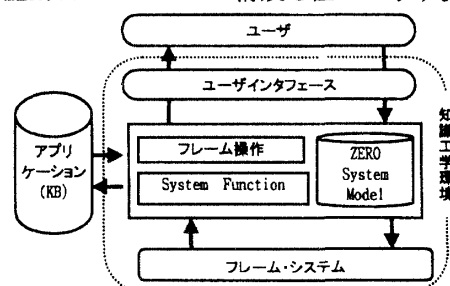 ユーザ
ユーザインタフェース
アプリ
ケーション
(KB)
フレーム操作
System Function
ZERO
System
Model
知識工学環境
フレーム・システム